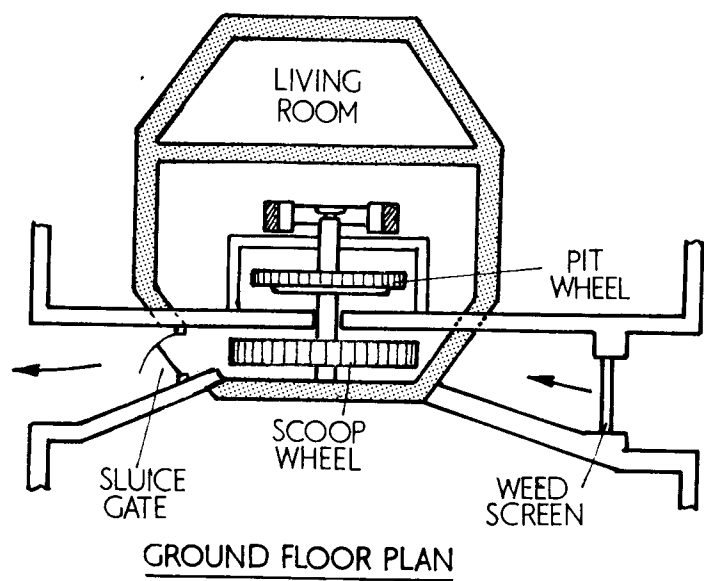 LIVING
ROOM
PIT
WHEEL
SCOOP
WHEEL
SLUICE
GATE
WEED
SCREEN
GROUND FLOOR PLAN